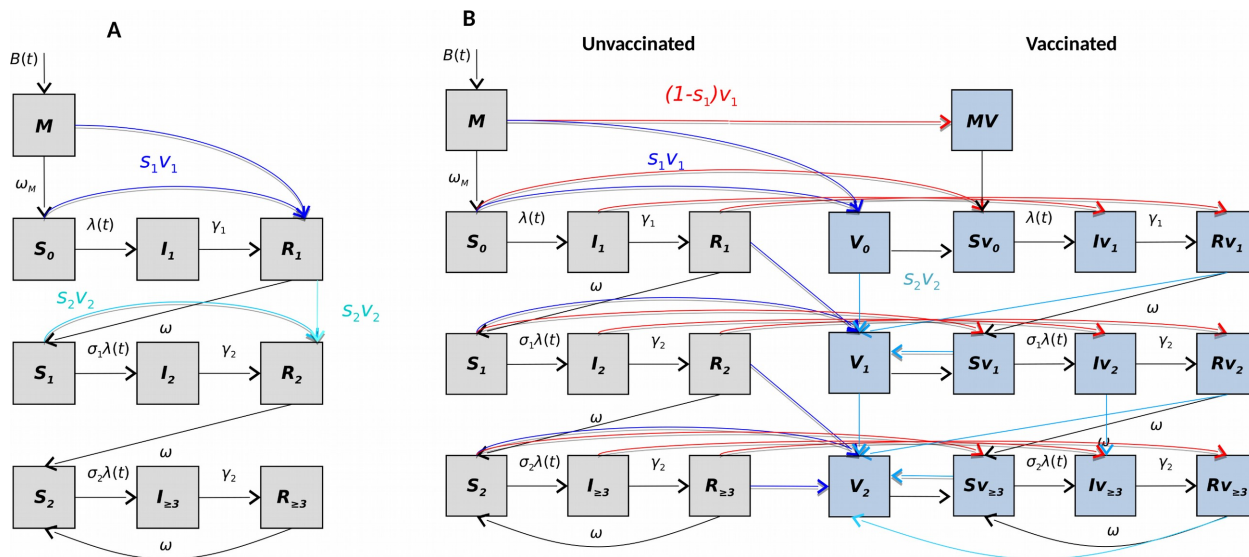 A
B(t)
M
s₁v₁
ω_M
λ(t)
γ₁
S₀
I₁
R₁
s₂v₂
s₂v₂
ω
σ₁λ(t)
γ₂
S₁
I₂
R₂
ω
σ₂λ(t)
γ₂
S₂
I≥₃
R≥₃
ω
B
Unvaccinated
Vaccinated
B(t)
(1-s₁)v₁
M
MV
s₁v₁
ω_M
λ(t)
γ₁
λ(t)
γ₁
S₀
I₁
R₁
V₀
Sv₀
Iv₁
Rv₁
ω
s₂v₂
ω
σ₁λ(t)
γ₂
σ₁λ(t)
γ₂
S₁
I₂
R₂
V₁
Sv₁
Iv₂
Rv₂
ω
ω
ω
σ₂λ(t)
γ₂
σ₂λ(t)
γ₂
S₂
I≥₃
R≥₃
V₂
Sv≥₃
Iv≥₃
Rv≥₃
ω
ω